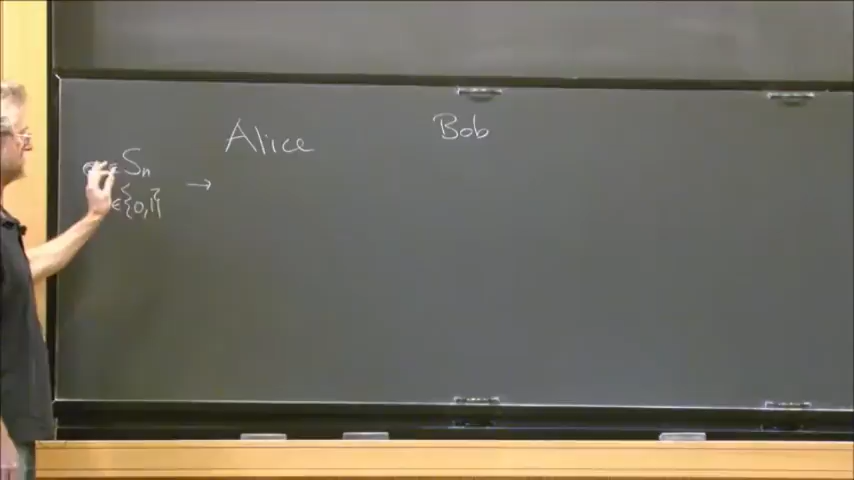 Alice Bob
∈ Sₙ
→
∈ {0,1}